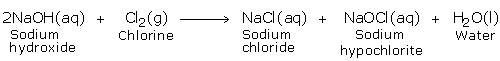 2NaOH(aq) + Cl₂(g) ⟶ NaCl(aq) + NaOCl(aq) + H₂O(l)
Sodium hydroxide Chlorine Sodium chloride Sodium hypochlorite Water